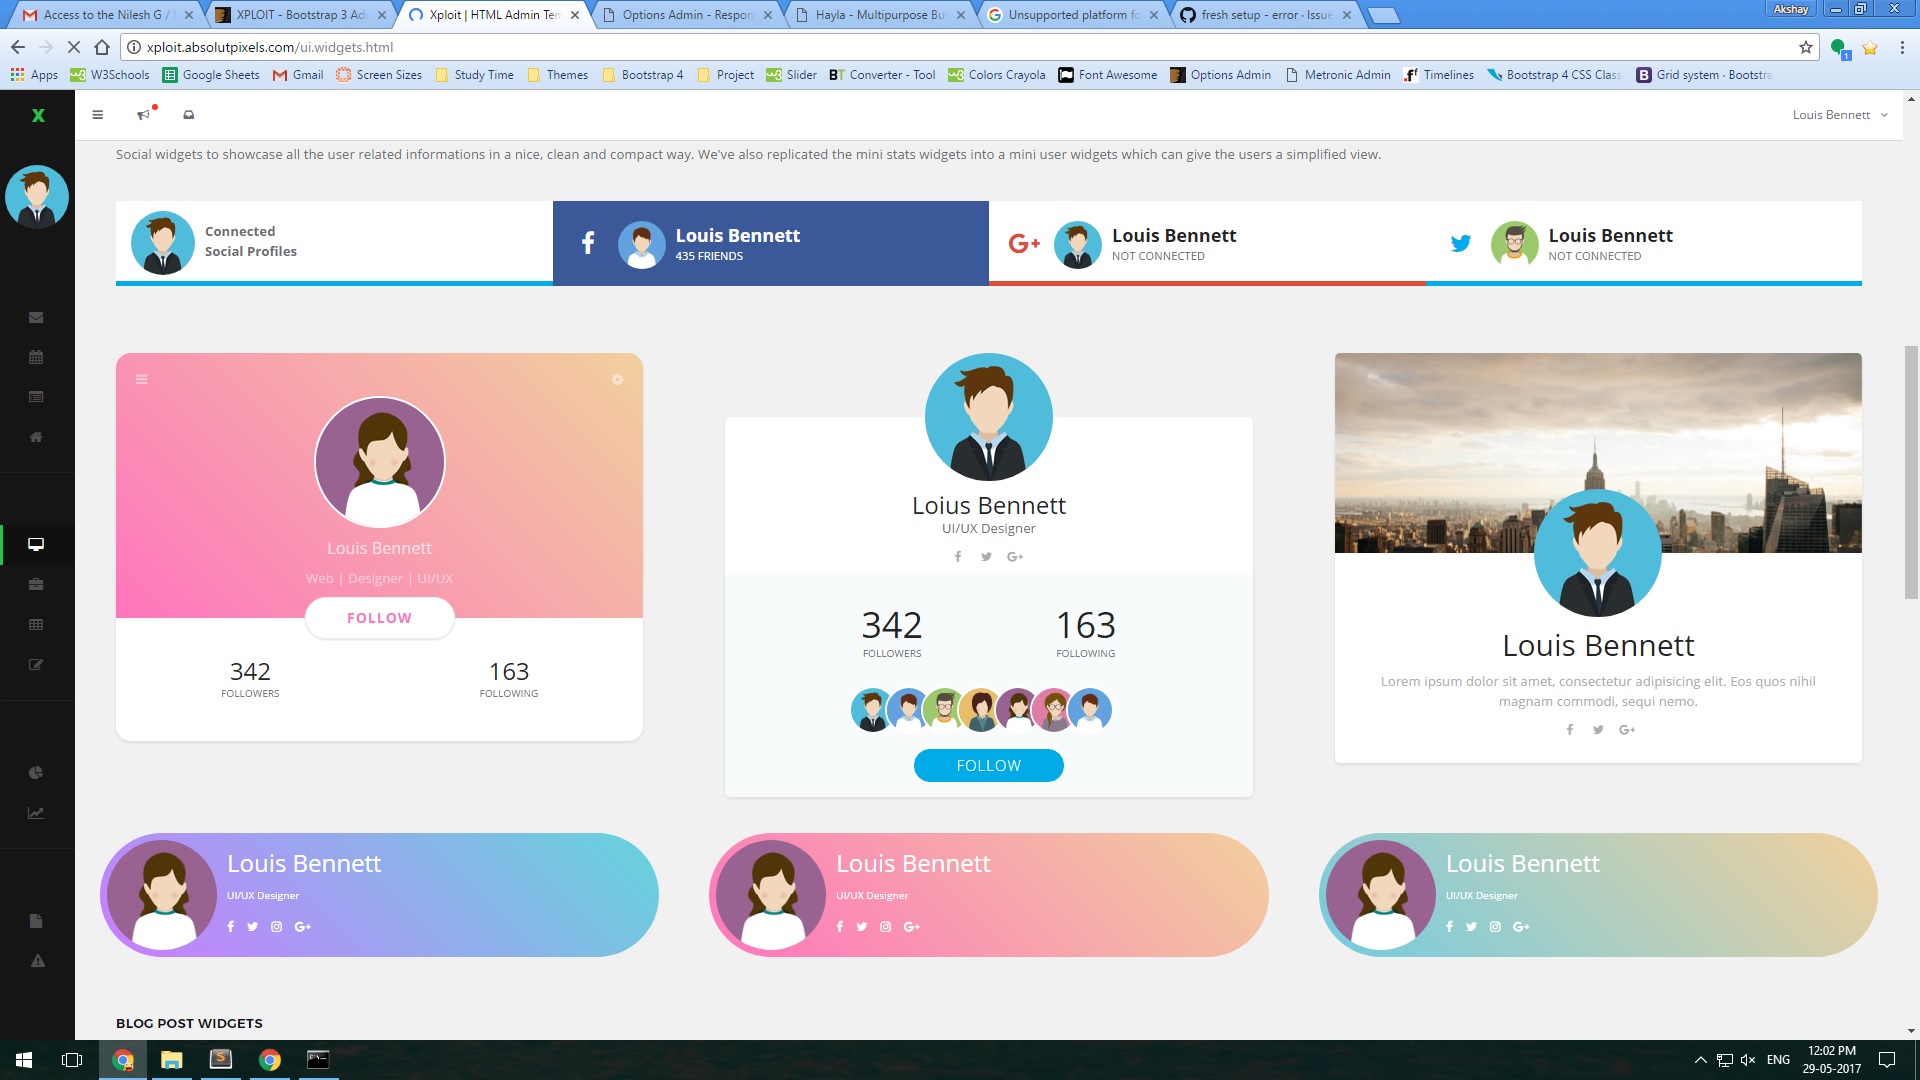 Access to the Nilesh G /
XPLOIT - Bootstrap 3 Ad
Xploit | HTML Admin Tem
Options Admin - Respon
Hayla - Multipurpose Bu
Unsupported platform fo
fresh setup - error · Issue
Akshay
xploit.absolutpixels.com/ui.widgets.html
Apps
W3Schools
Google Sheets
Gmail
Screen Sizes
Study Time
Themes
Bootstrap 4
Project
Slider
BT Converter - Tool
Colors Crayola
Font Awesome
Options Admin
Metronic Admin
Timelines
Bootstrap 4 CSS Clas
Grid system · Bootstra
X
Louis Bennett
Social widgets to showcase all the user related informations in a nice, clean and compact way. We've also replicated the mini stats widgets into a mini user widgets which can give the users a simplified view.
Connected
Social Profiles
Louis Bennett
435 FRIENDS
G+
Louis Bennett
NOT CONNECTED
Louis Bennett
NOT CONNECTED
Louis Bennett
Web | Designer | UI/UX
FOLLOW
342
FOLLOWERS
163
FOLLOWING
Loius Bennett
UI/UX Designer
342
FOLLOWERS
163
FOLLOWING
FOLLOW
Louis Bennett
Lorem ipsum dolor sit amet, consectetur adipisicing elit. Eos quos nihil
magnam commodi, sequi nemo.
Louis Bennett
UI/UX Designer
Louis Bennett
UI/UX Designer
Louis Bennett
UI/UX Designer
BLOG POST WIDGETS
ENG
12:02 PM
29-05-2017